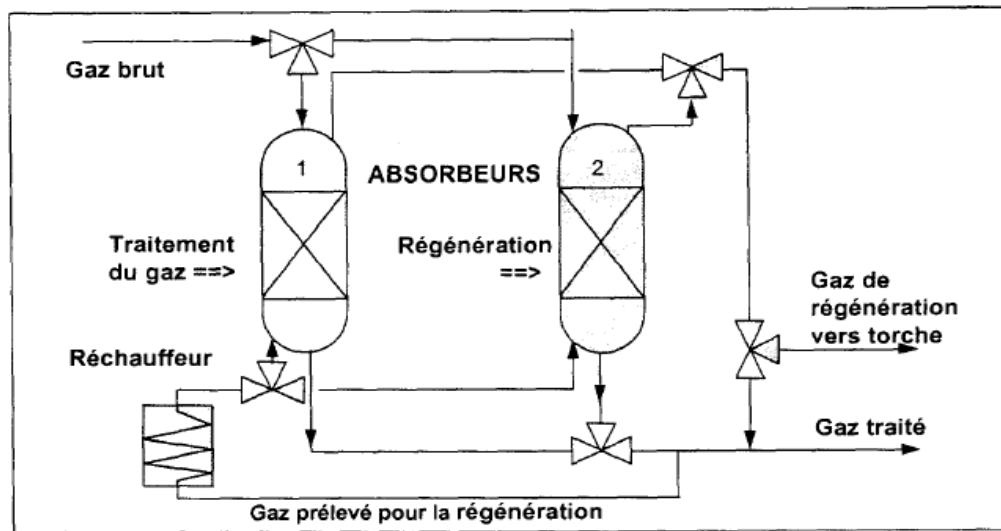 Gaz brut
1
ABSORBEURS
2
Traitement
du gaz ==>
Régénération
==>
Gaz de
régénération
vers torche
Réchauffeur
Gaz traité
Gaz prélevé pour la régénération